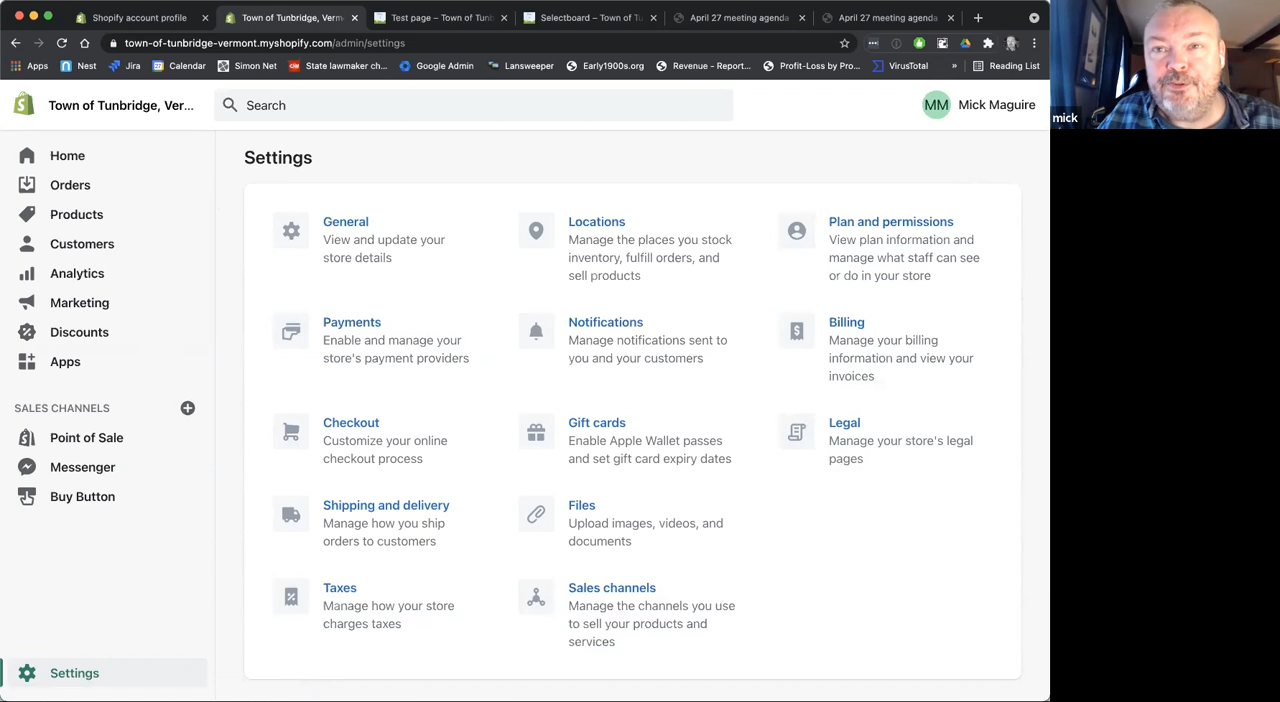 Shopify account profile
Town of Tunbridge, Verm
Test page – Town of Tunb
Selectboard – Town of Tu
April 27 meeting agenda
April 27 meeting agenda
town-of-tunbridge-vermont.myshopify.com/admin/settings
Apps
Nest
Jira
Calendar
Simon Net
State lawmaker ch...
Google Admin
Lansweeper
Early1900s.org
Revenue - Report...
Profit-Loss by Pro...
VirusTotal
»
Reading List
Town of Tunbridge, Ver...
Search
MM
Mick Maguire
mick
Home
Orders
Products
Customers
Analytics
Marketing
Discounts
Apps
SALES CHANNELS
Point of Sale
Messenger
Buy Button
Settings
Settings
General
View and update your
store details
Locations
Manage the places you stock
inventory, fulfill orders, and
sell products
Plan and permissions
View plan information and
manage what staff can see
or do in your store
Payments
Enable and manage your
store's payment providers
Notifications
Manage notifications sent to
you and your customers
Billing
Manage your billing
information and view your
invoices
Checkout
Customize your online
checkout process
Gift cards
Enable Apple Wallet passes
and set gift card expiry dates
Legal
Manage your store's legal
pages
Shipping and delivery
Manage how you ship
orders to customers
Files
Upload images, videos, and
documents
Taxes
Manage how your store
charges taxes
Sales channels
Manage the channels you use
to sell your products and
services